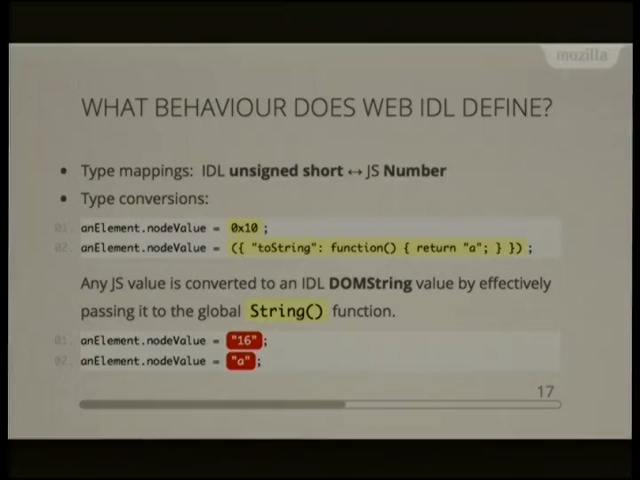 mozilla
WHAT BEHAVIOUR DOES WEB IDL DEFINE?
• Type mappings: IDL unsigned short ↔ JS Number
• Type conversions:
01. anElement.nodeValue = 0x10 ;
02. anElement.nodeValue = ({ "toString": function() { return "a"; } }) ;
Any JS value is converted to an IDL DOMString value by effectively
passing it to the global String() function.
01. anElement.nodeValue = "16" ;
02. anElement.nodeValue = "a" ;
17